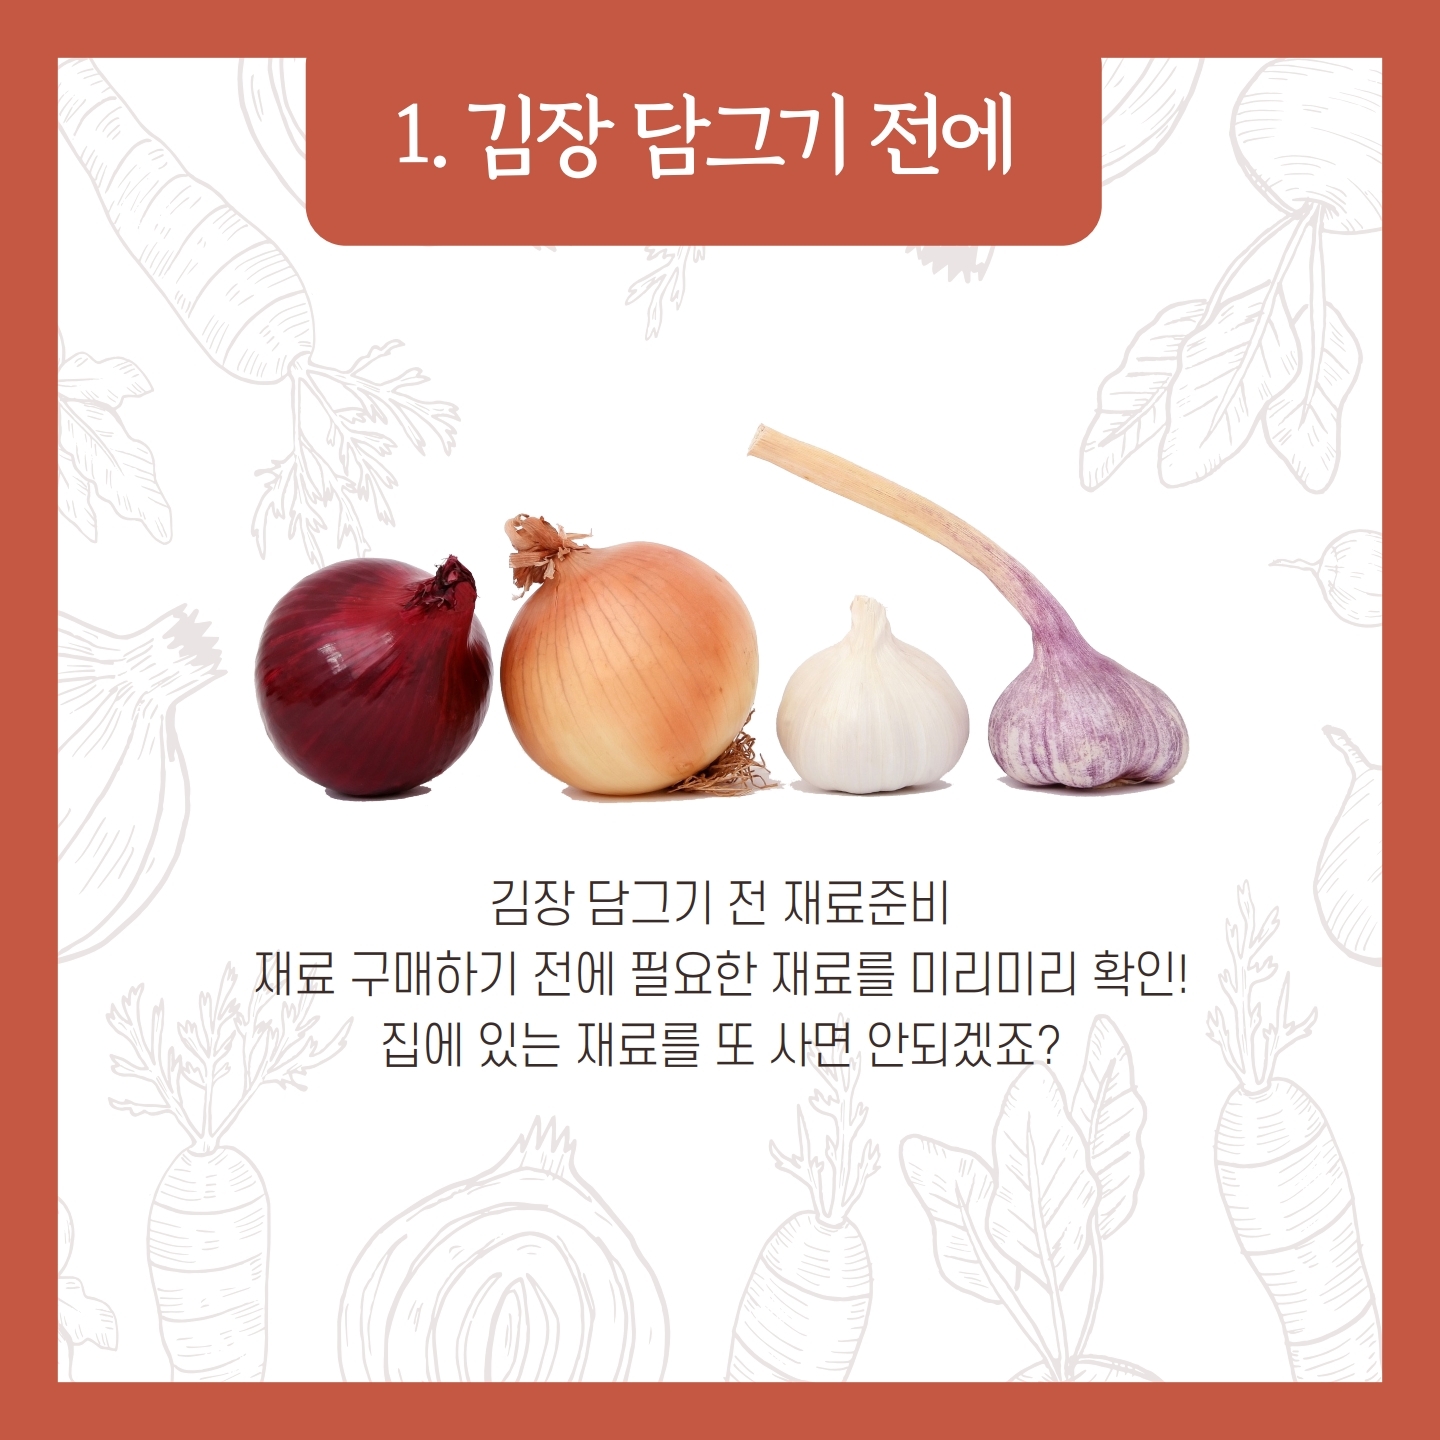 1. 김장 담그기 전에
김장 담그기 전 재료준비
재료 구매하기 전에 필요한 재료를 미리미리 확인!
집에 있는 재료를 또 사면 안되겠죠?